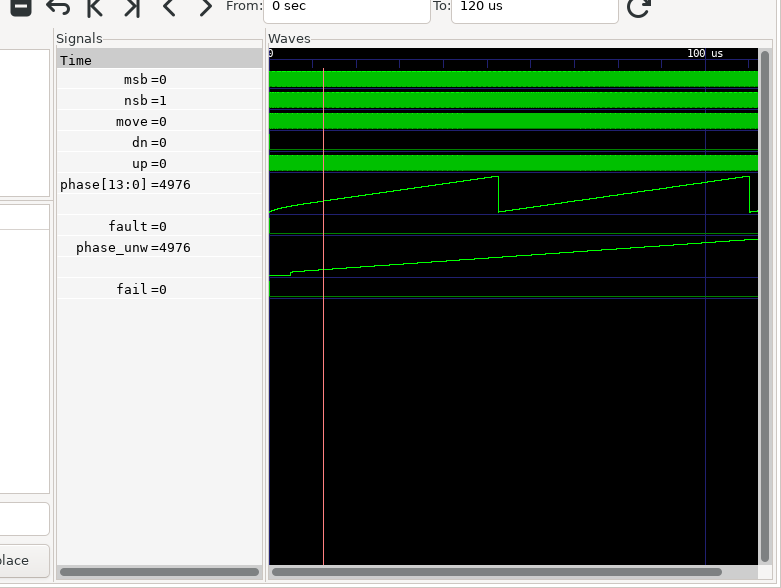 From: 0 sec To: 120 us
Signals
Waves
Time
0 100 us
msb=0
nsb=1
move=0
dn=0
up=0
phase[13:0]=4976
fault=0
phase_unw=4976
fail=0
place